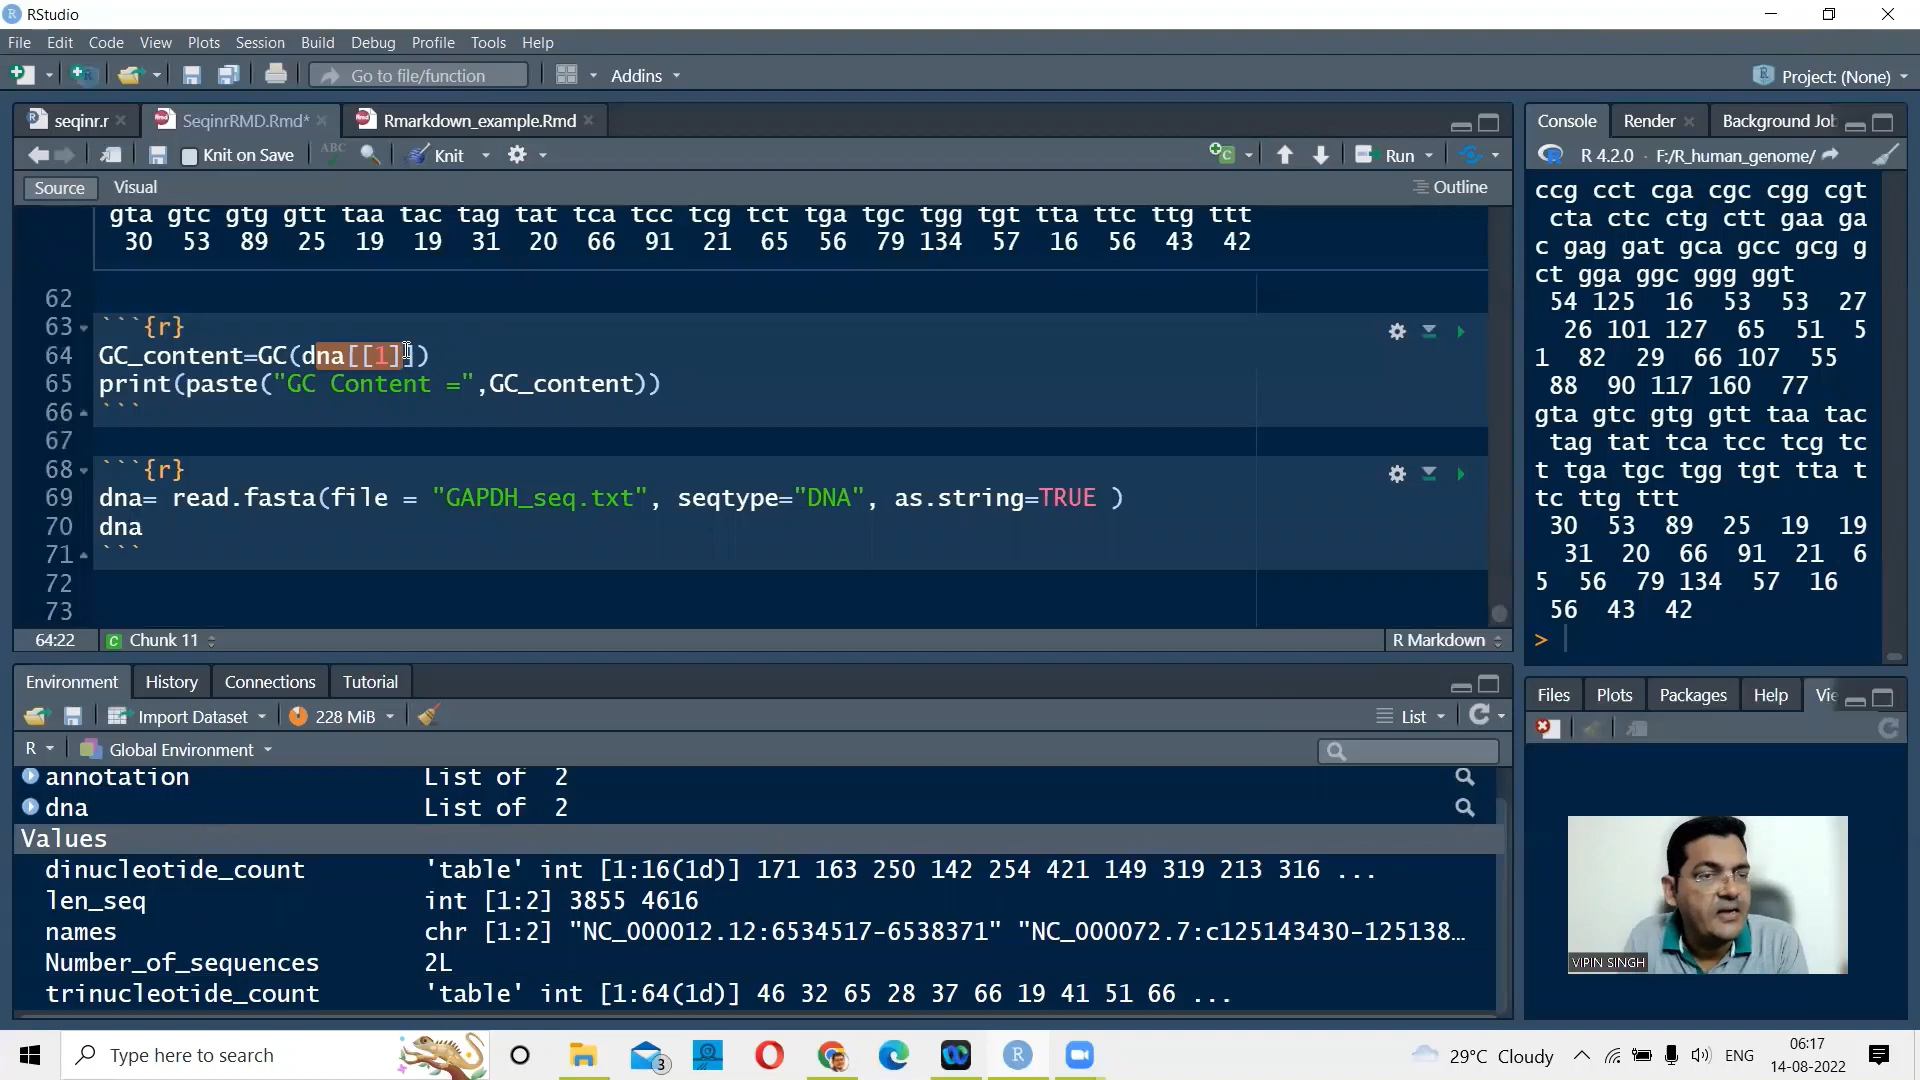 RStudio
File Edit Code View Plots Session Build Debug Profile Tools Help
Go to file/function Addins Project: (None)
seqinr.r SeqinrRMD.Rmd* Rmarkdown_example.Rmd
Knit on Save ABC Knit Run
Source Visual Outline
gta gtc gtg gtt taa tac tag tat tca tcc tcg tct tga tgc tgg tgt tta ttc ttg ttt
30 53 89 25 19 19 31 20 66 91 21 65 56 79 134 57 16 56 43 42
62
63 ```{r}
64 GC_content=GC(dna[[1]])
65 print(paste("GC Content =",GC_content))
66 ```
67
68 ```{r}
69 dna= read.fasta(file = "GAPDH_seq.txt", seqtype="DNA", as.string=TRUE )
70 dna
71 ```
72
73
64:22 Chunk 11 R Markdown
Console Render Background Jol
R 4.2.0 · F:/R_human_genome/
ccg cct cga cgc cgg cgt
cta ctc ctg ctt gaa ga
c gag gat gca gcc gcg g
ct gga ggc ggg ggt
54 125 16 53 53 27
26 101 127 65 51 5
1 82 29 66 107 55
88 90 117 160 77
gta gtc gtg gtt taa tac
tag tat tca tcc tcg tc
t tga tgc tgg tgt tta t
tc ttg ttt
30 53 89 25 19 19
31 20 66 91 21 6
5 56 79 134 57 16
56 43 42
>
Environment History Connections Tutorial
Import Dataset 228 MiB List
R Global Environment
annotation List of 2
dna List of 2
Values
dinucleotide_count 'table' int [1:16(1d)] 171 163 250 142 254 421 149 319 213 316 ...
len_seq int [1:2] 3855 4616
names chr [1:2] "NC_000012.12:6534517-6538371" "NC_000072.7:c125143430-125138…
Number_of_sequences 2L
trinucleotide_count 'table' int [1:64(1d)] 46 32 65 28 37 66 19 41 51 66 ...
Files Plots Packages Help Vie
VIPIN SINGH
Type here to search 3 29°C Cloudy ENG 06:17
14-08-2022